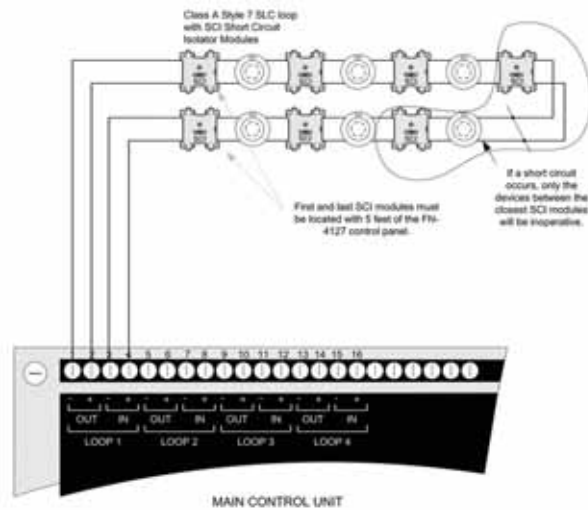 Class A Style 7 SLC loop
with SCI Short Circuit
Isolator Modules
If a short circuit
occurs, only the
devices between the
closest SCI modules
will be inoperative.
First and last SCI modules must
be located with 5 feet of the FN-
4127 control panel.
2 3 4 5 6 7 8 9 10 11 12 13 14 15 16
- + - + - + - + - + - + - + - +
OUT IN OUT IN OUT IN OUT IN
LOOP 1 LOOP 2 LOOP 3 LOOP 4
MAIN CONTROL UNIT